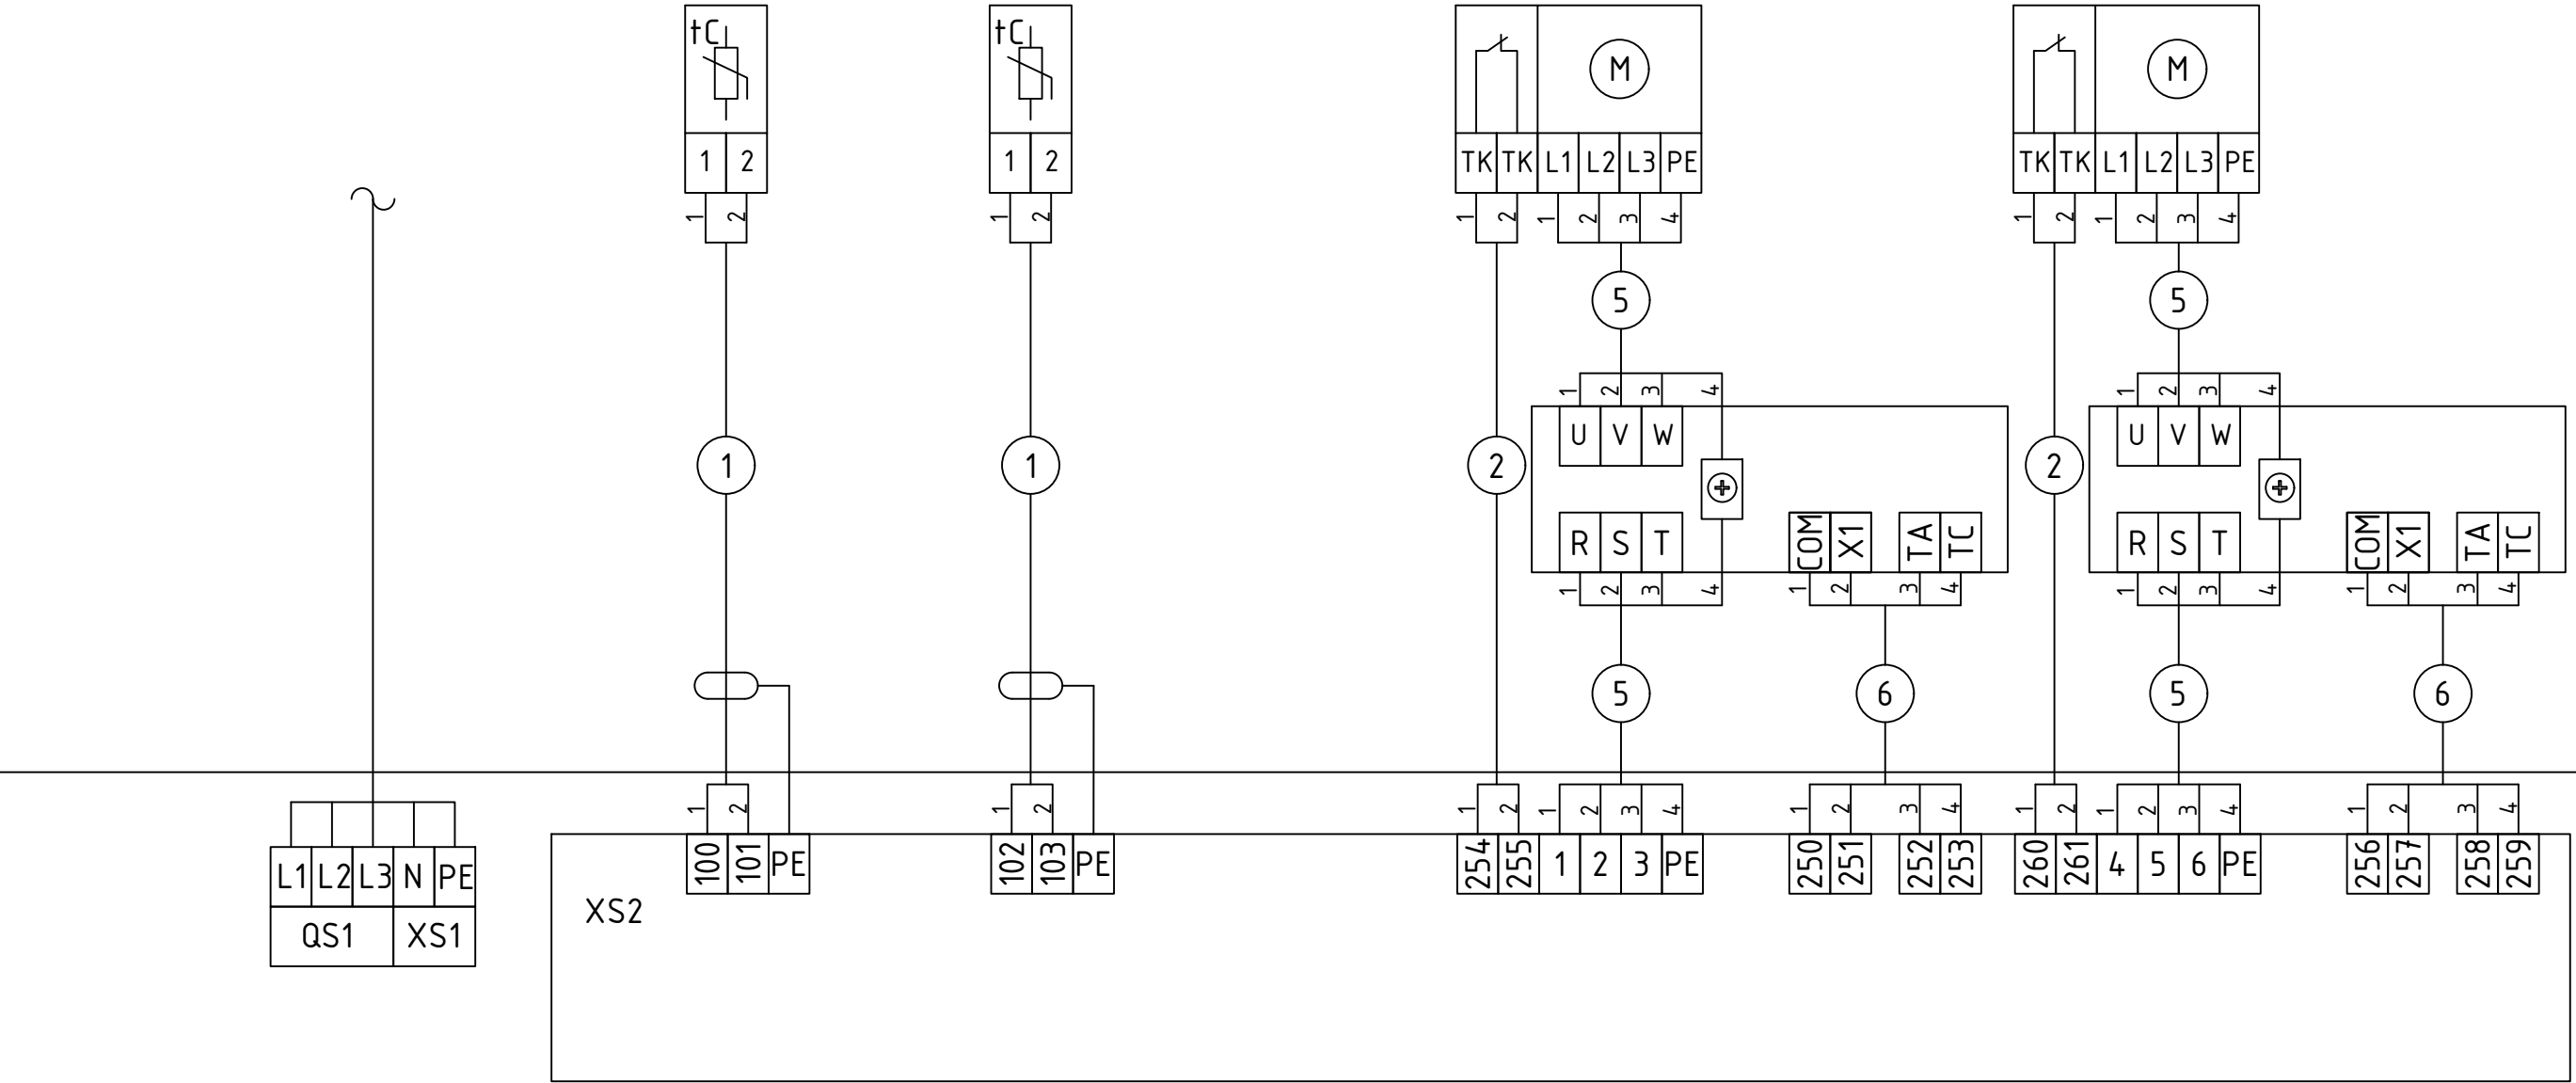 tC tC
M M
1 2 1 2 TK TK L1 L2 L3 PE TK TK L1 L2 L3 PE
1 2 1 2 1 2 1 2 3 4 1 2 1 2 3 4
5 5
1 2 3 4 1 2 3 4
U V W U V W
1 1 2 2
R S T COM X1 TA TC R S T COM X1 TA TC
1 2 3 4 1 2 3 4 1 2 3 4 1 2 3 4
5 6 5 6
1 2 1 2 1 2 1 2 3 4 1 2 3 4 1 2 1 2 3 4 1 2 3 4
L1 L2 L3 N PE 100 101 PE 102 103 PE 254 255 1 2 3 PE 250 251 252 253 260 261 4 5 6 PE 256 257 258 259
QS1 XS1 XS2